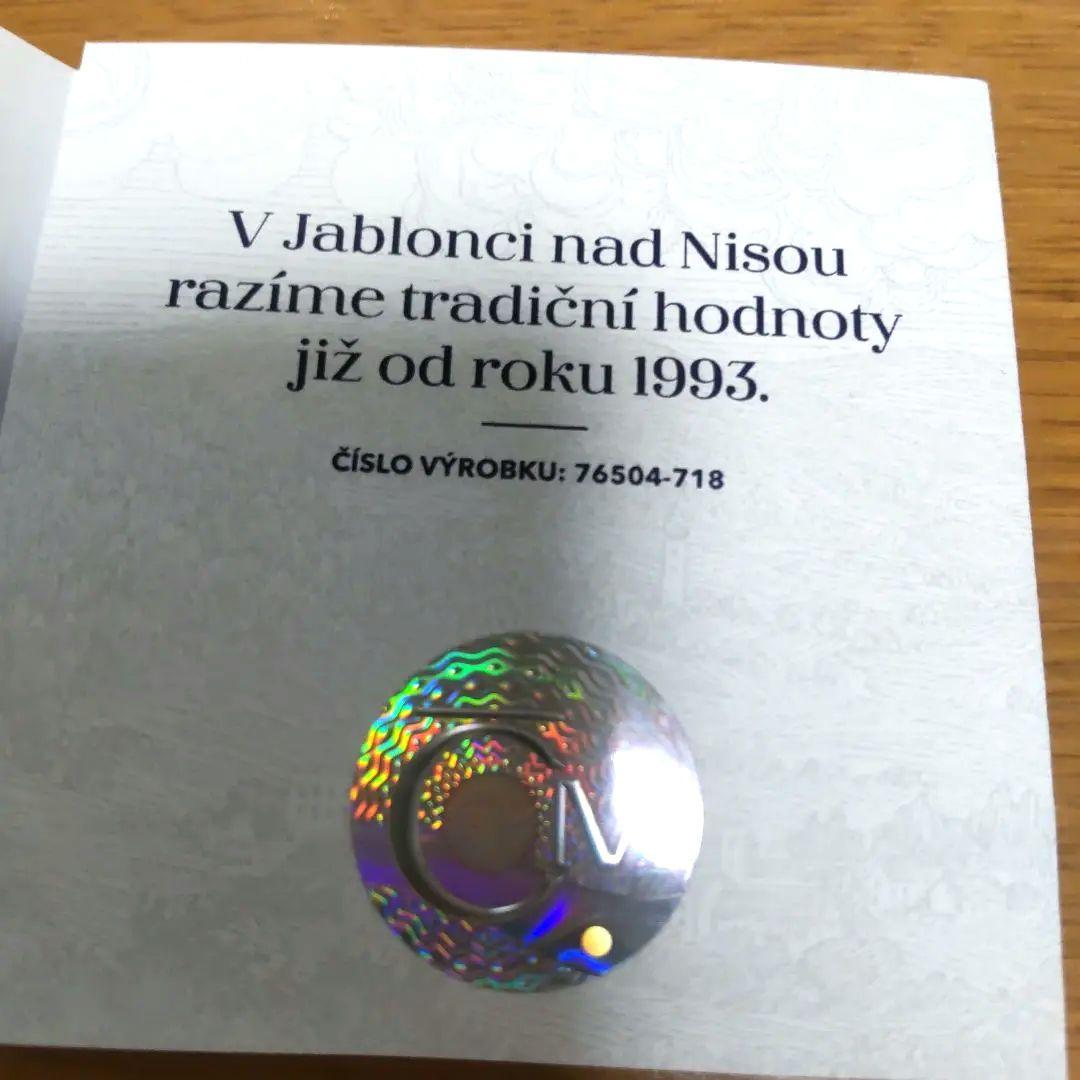 V Jablonci nad Nisou
razíme tradiční hodnoty
již od roku 1993.
ČÍSLO VÝROBKU: 76504-718